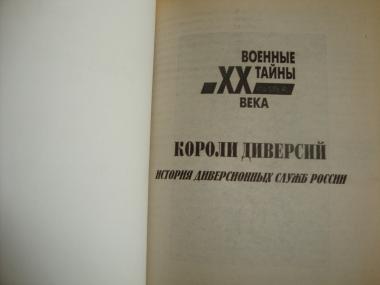 ВОЕННЫЕ
XX ТАЙНЫ
ВЕКА
КОРОЛИ ДИВЕРСИЙ
ИСТОРИЯ ДИВЕРСИОННЫХ СЛУЖБ РОССИИ